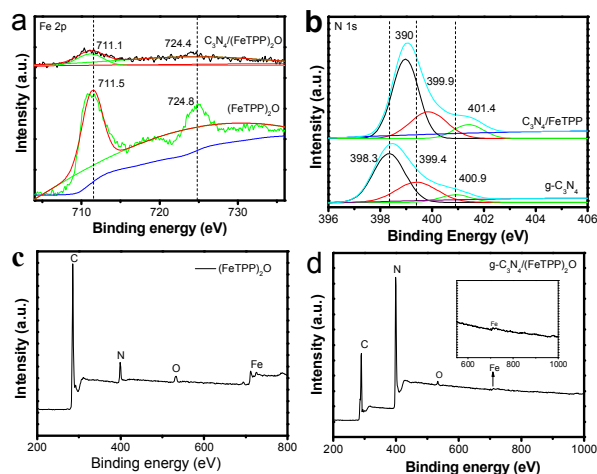 a
Fe 2p
711.1
724.4
C₃N₄/(FeTPP)₂O
711.5
724.8
(FeTPP)₂O
Intensity (a.u.)
710 720 730
Binding energy (eV)
b
N 1s
390
399.9
401.4
C₃N₄/FeTPP
398.3
399.4
400.9
g-C₃N₄
Intensity (a.u.)
396 398 400 402 404 406
Binding Energy (eV)
c
(FeTPP)₂O
C
N
O
Fe
Intensity (a.u.)
200 400 600 800
Binding energy (eV)
d
g-C₃N₄/(FeTPP)₂O
N
C
O
Fe
Fe
600 800 1000
Intensity (a.u.)
200 400 600 800 1000
Binding energy (eV)